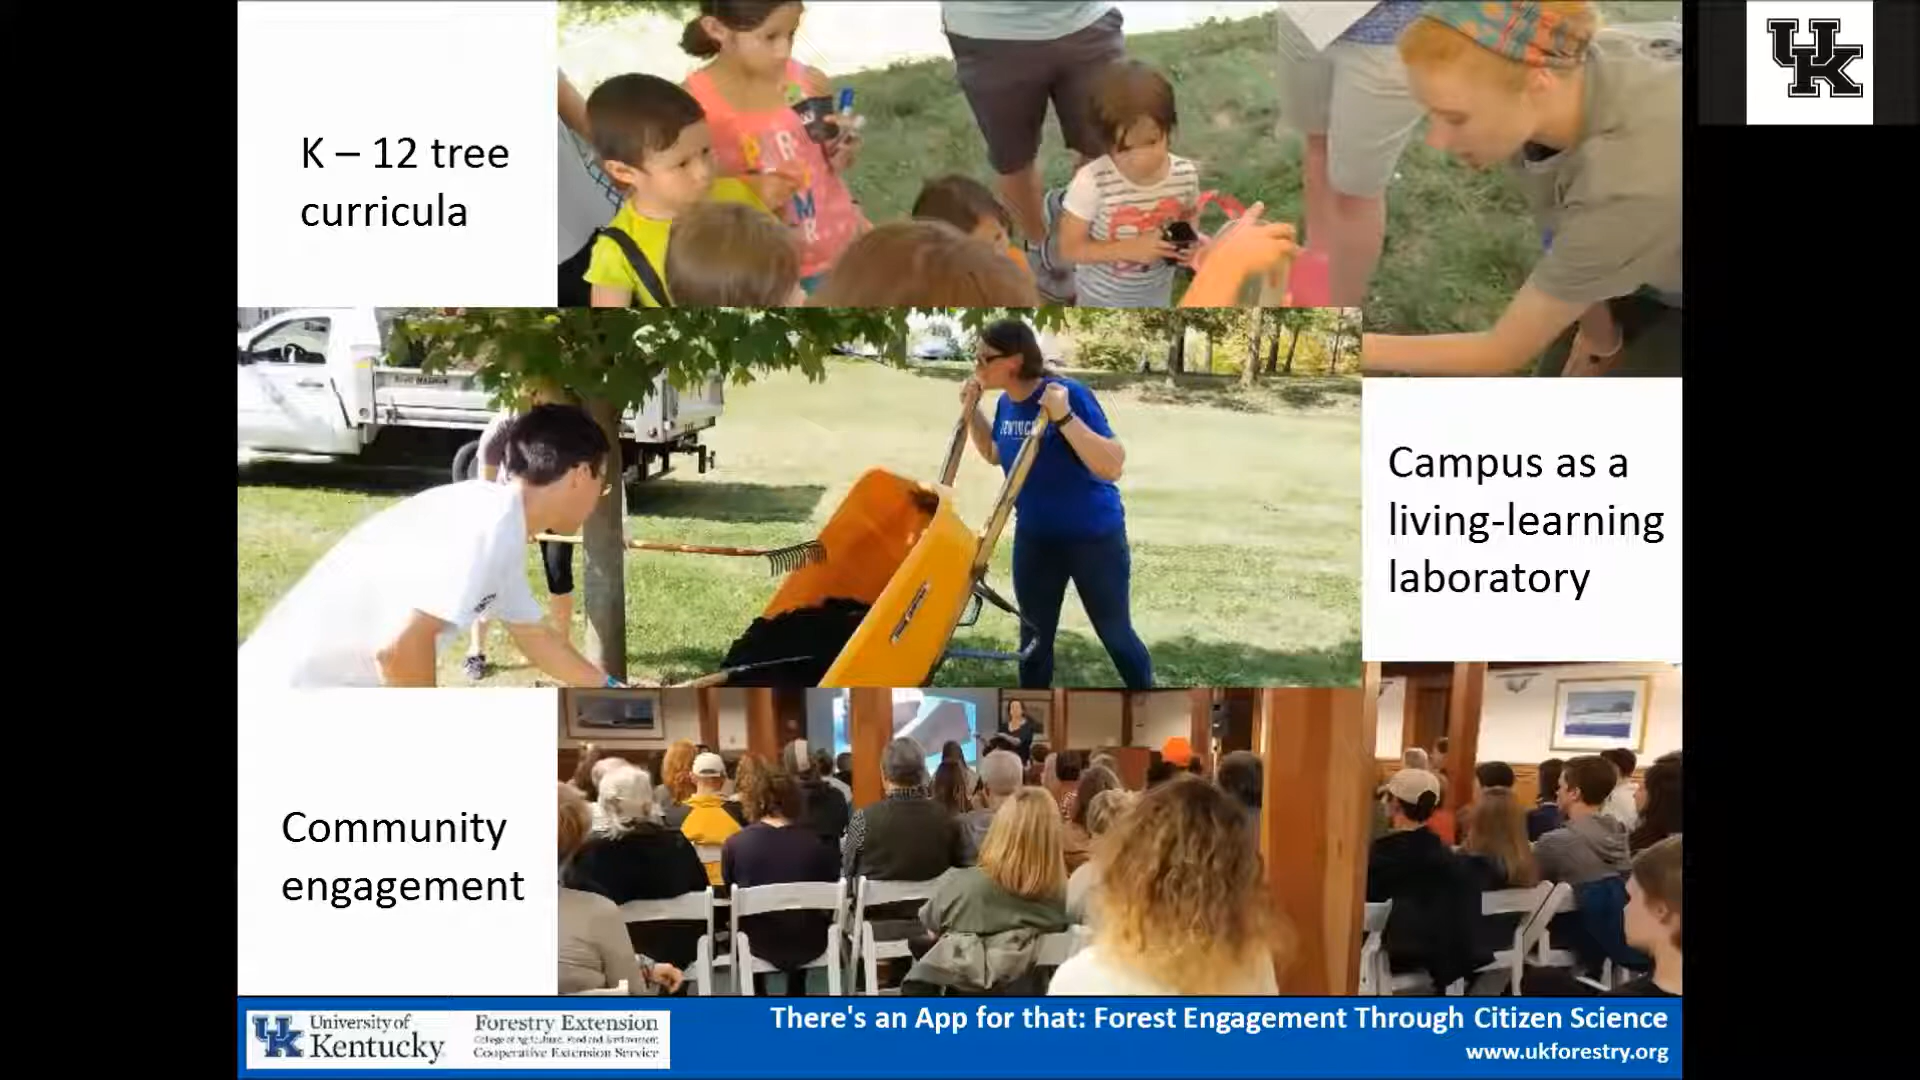 UK
K – 12 tree
curricula
Campus as a
living-learning
laboratory
Community
engagement
University of
Kentucky
Forestry Extension
College of Agriculture, Food and Environment
Cooperative Extension Service
There's an App for that: Forest Engagement Through Citizen Science
www.ukforestry.org